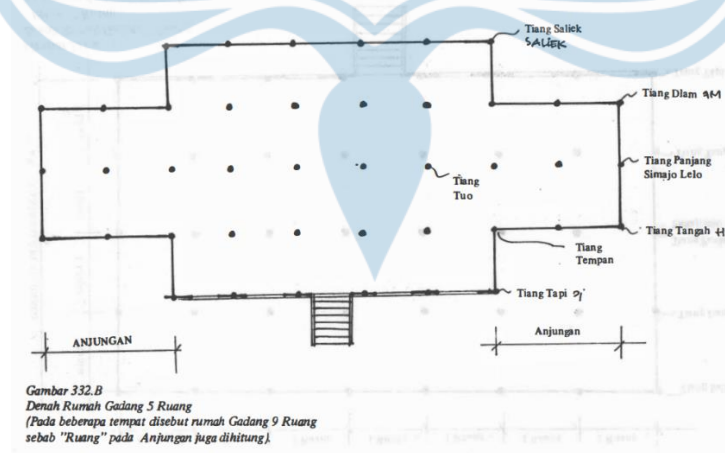 Tiang Saliek
SALIEK
Tiang Dlam
Tiang Panjang
Simajo Lelo
Tiang
Tuo
Tiang Tangah H
Tiang
Tempan
Tiang Tapi
ANJUNGAN
Anjungan
Gambar 332.B
Denah Rumah Gadang 5 Ruang
(Pada beberapa tempat disebut rumah Gadang 9 Ruang
sebab "Ruang" pada Anjungan juga dihitung).